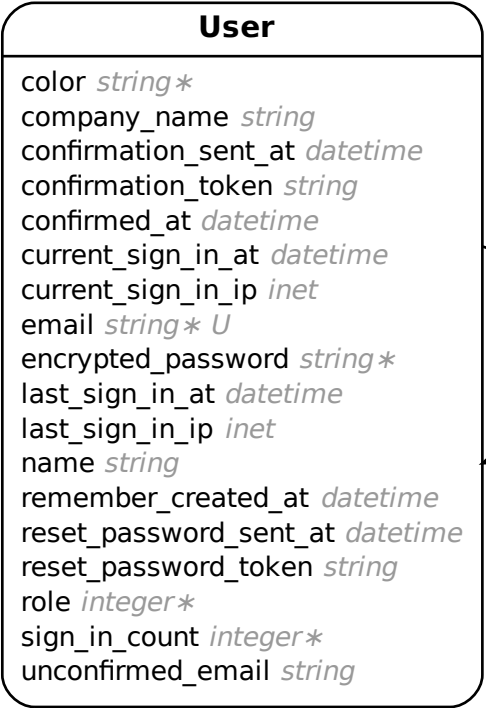 User
color string∗
company_name string
confirmation_sent_at datetime
confirmation_token string
confirmed_at datetime
current_sign_in_at datetime
current_sign_in_ip inet
email string∗ U
encrypted_password string∗
last_sign_in_at datetime
last_sign_in_ip inet
name string
remember_created_at datetime
reset_password_sent_at datetime
reset_password_token string
role integer∗
sign_in_count integer∗
unconfirmed_email string